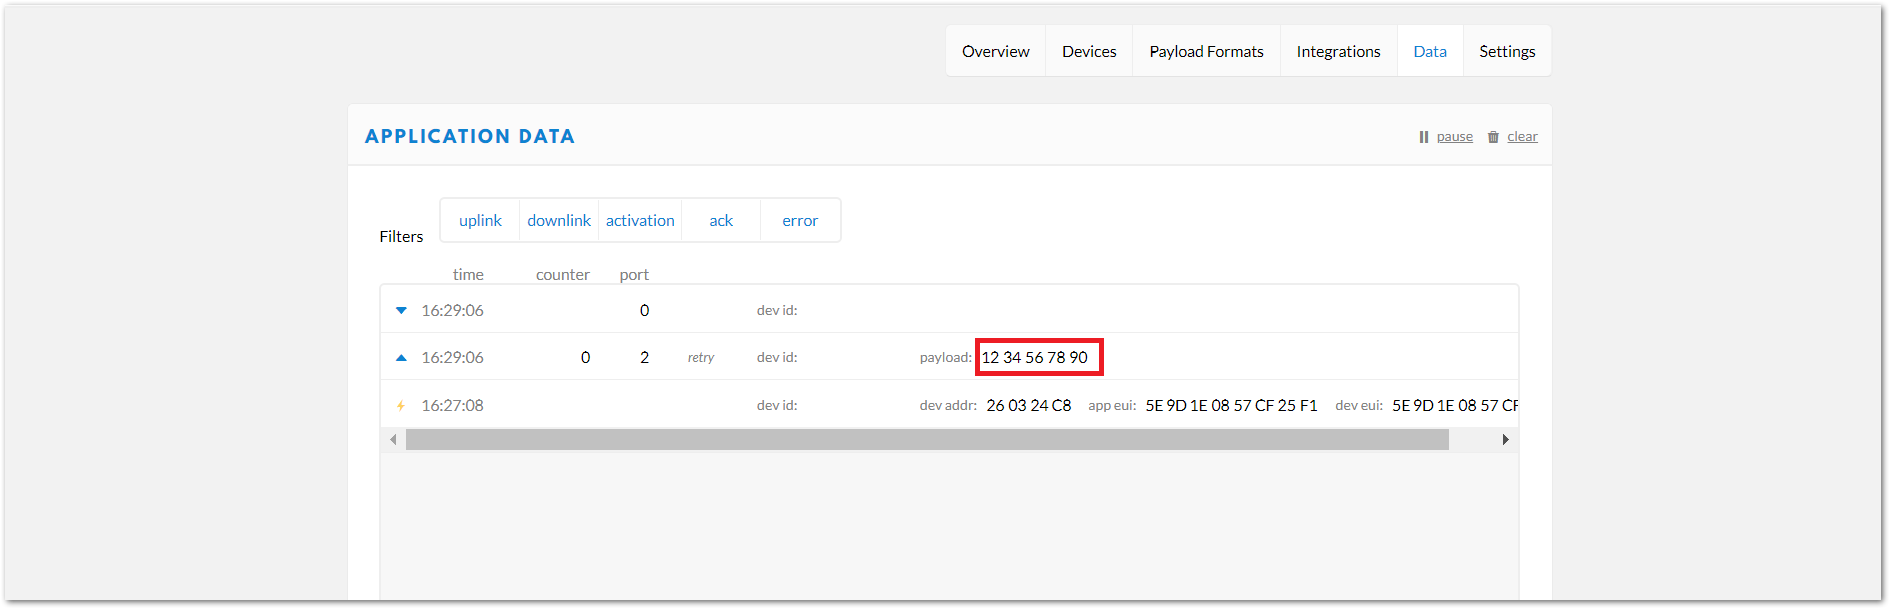 Overview Devices Payload Formats Integrations Data Settings
APPLICATION DATA pause clear
Filters uplink downlink activation ack error
time counter port
16:29:06 0 dev id:
16:29:06 0 2 retry dev id: payload: 12 34 56 78 90
16:27:08 dev id: dev addr: 26 03 24 C8 app eui: 5E 9D 1E 08 57 CF 25 F1 dev eui: 5E 9D 1E 08 57 CF